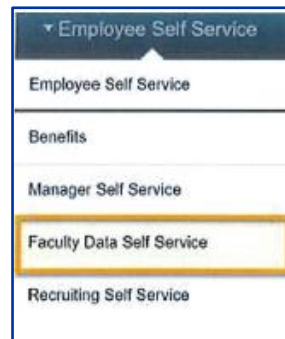 Employee Self Service
Employee Self Service
Benefits
Manager Self Service
Faculty Data Self Service
Recruiting Self Service